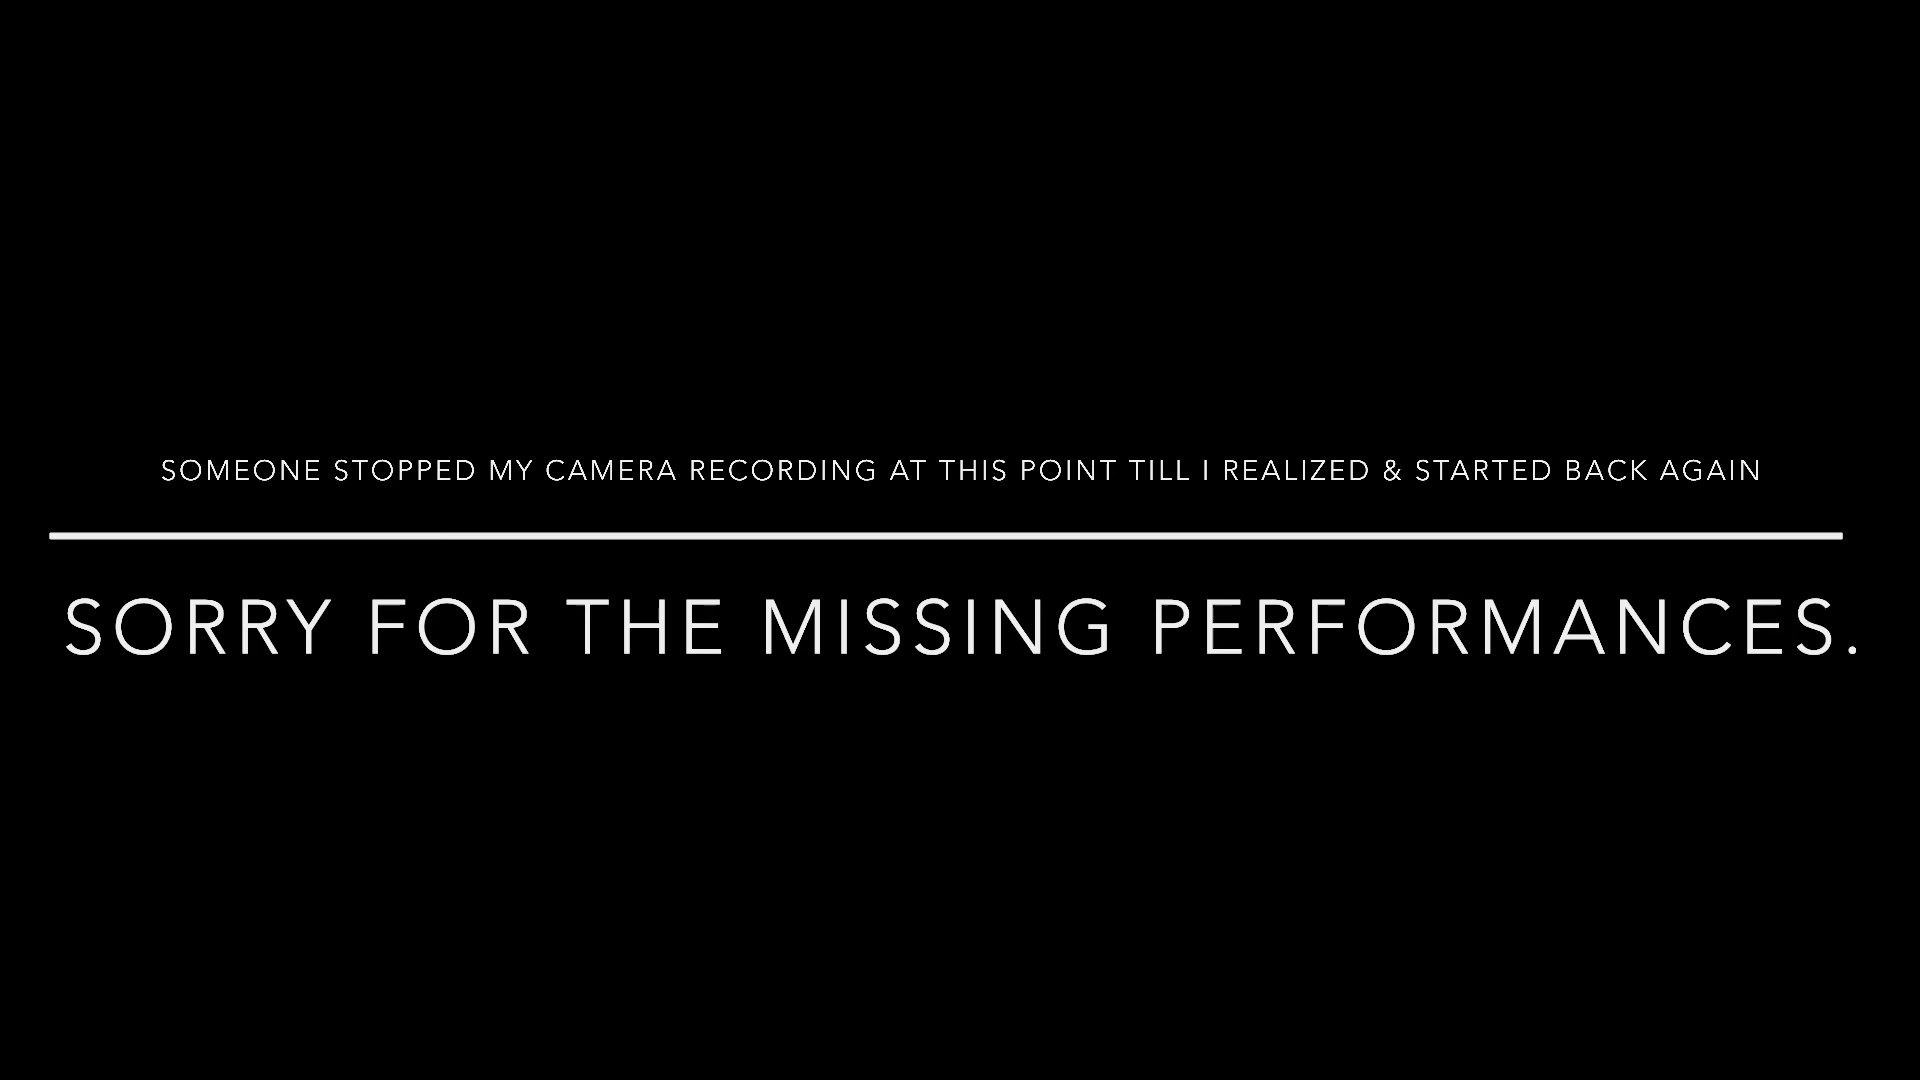 SOMEONE STOPPED MY CAMERA RECORDING AT THIS POINT TILL I REALIZED & STARTED BACK AGAIN
SORRY FOR THE MISSING PERFORMANCES.